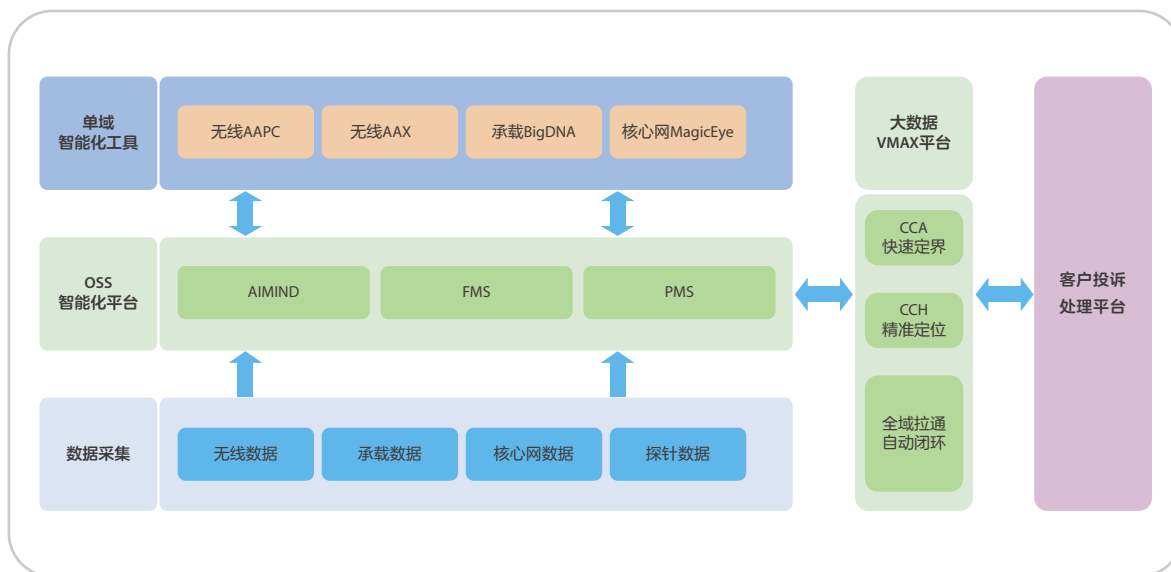 单域
智能化工具
无线AAPC
无线AAX
承载BigDNA
核心网MagicEye
OSS
智能化平台
AIMIND
FMS
PMS
数据采集
无线数据
承载数据
核心网数据
探针数据
大数据
VMAX平台
CCA
快速定界
CCH
精准定位
全域拉通
自动闭环
客户投诉
处理平台